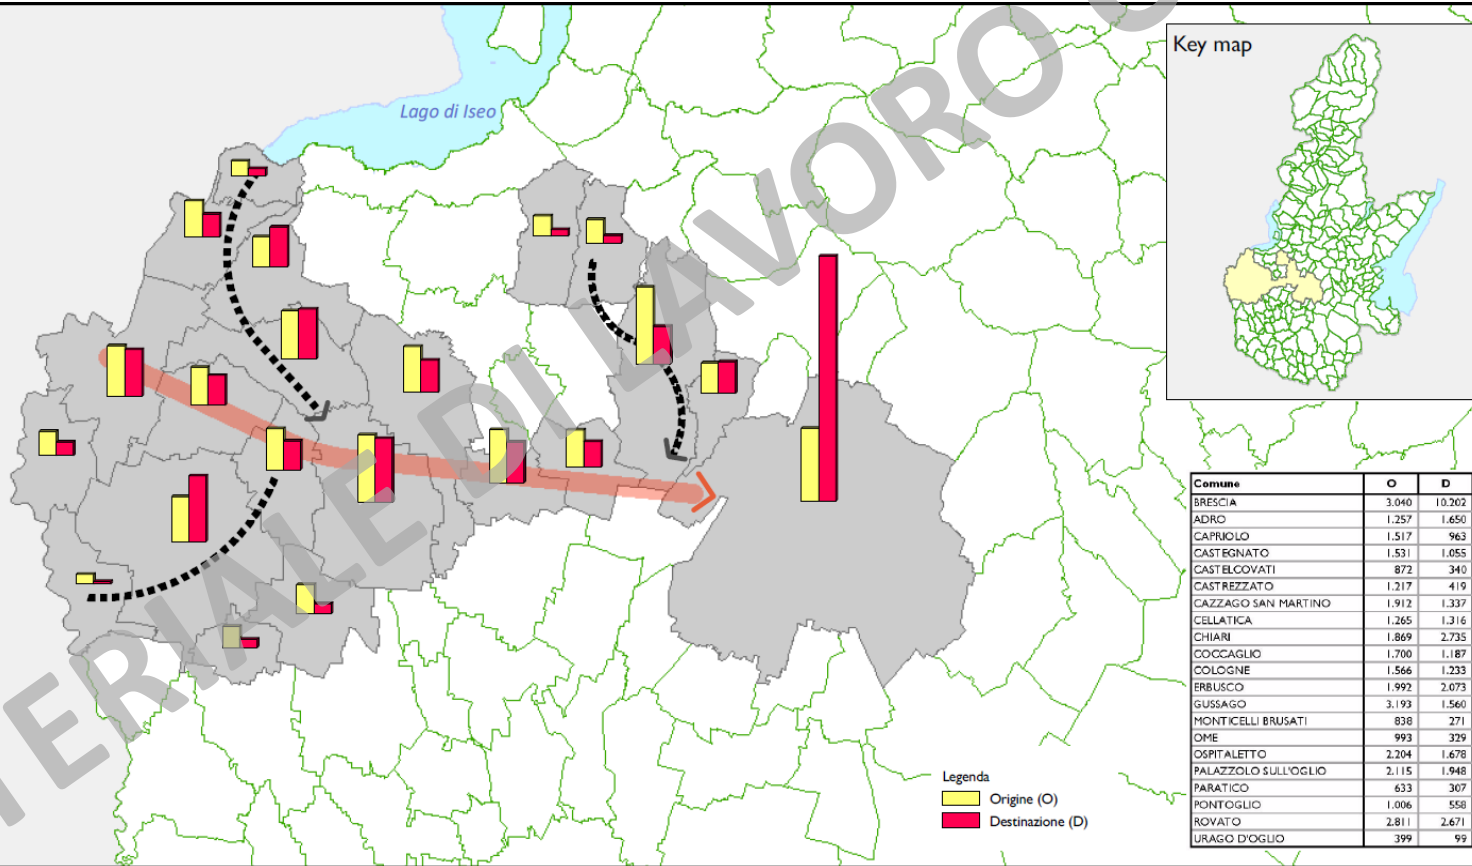 MATERIALE DI LAVORO
Lago di Iseo
Key map
Comune O D
BRESCIA 3.040 10.202
ADRO 1.257 1.650
CAPRIOLO 1.517 963
CASTEGNATO 1.531 1.055
CASTELCOVATI 872 340
CASTREZZATO 1.217 419
CAZZAGO SAN MARTINO 1.912 1.337
CELLATICA 1.265 1.316
CHIARI 1.869 2.735
COCCAGLIO 1.700 1.187
COLOGNE 1.566 1.233
ERBUSCO 1.992 2.073
GUSSAGO 3.193 1.560
MONTICELLI BRUSATI 838 271
OME 993 329
OSPITALETTO 2.204 1.678
PALAZZOLO SULL'OGLIO 2.115 1.948
PARATICO 633 307
PONTOGLIO 1.006 558
ROVATO 2.811 2.671
URAGO D'OGLIO 399 99
Legenda
Origine (O)
Destinazione (D)